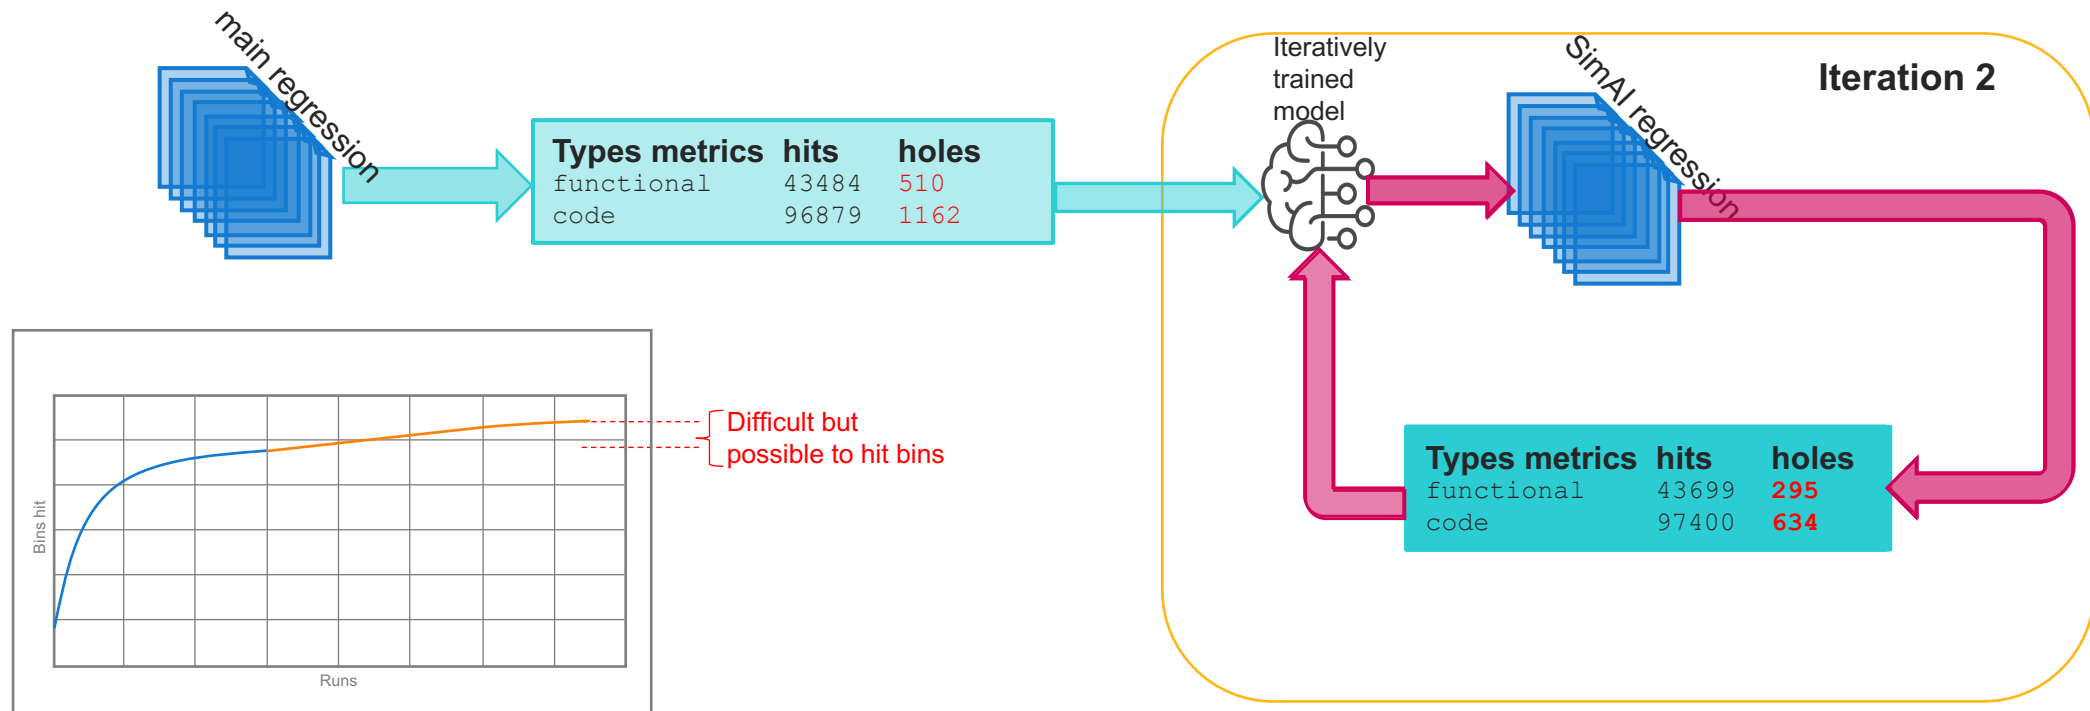 main regression
Types metrics hits holes
functional 43484 510
code 96879 1162
Iteratively
trained
model
SimAI regression
Iteration 2
Types metrics hits holes
functional 43699 295
code 97400 634
Bins hit
Runs
Difficult but
possible to hit bins